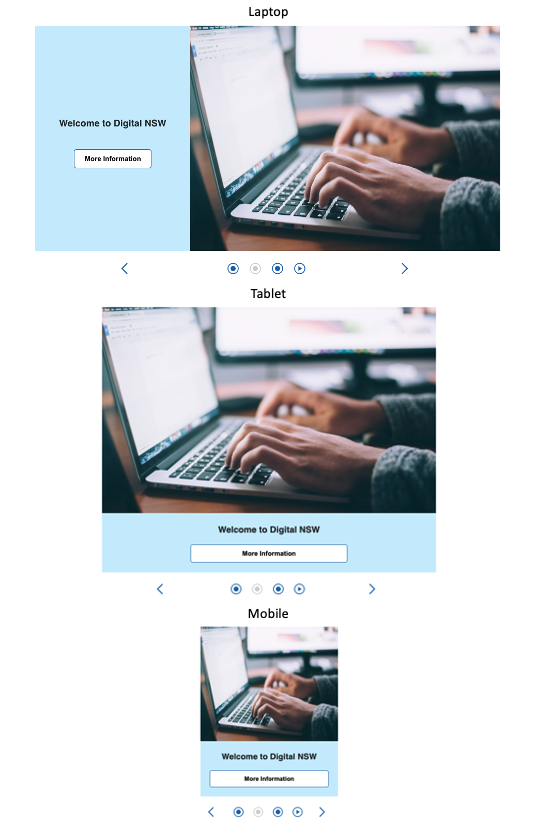 Laptop
Welcome to Digital NSW
More Information
Tablet
Welcome to Digital NSW
More Information
Mobile
Welcome to Digital NSW
More Information